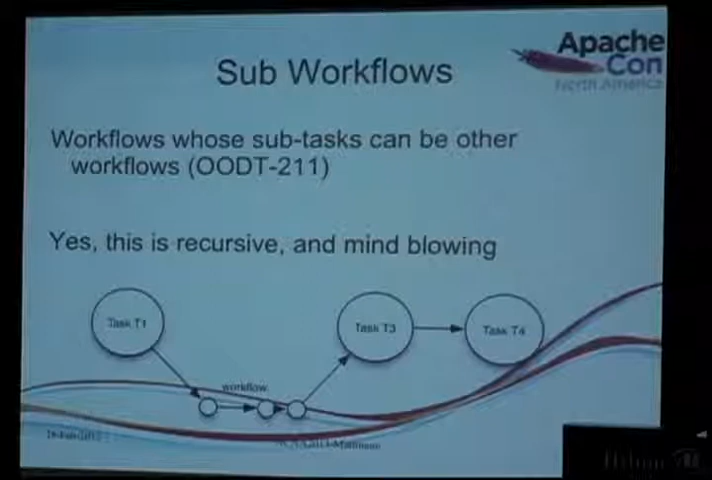 Apache
Con
North America
Sub Workflows
Workflows whose sub-tasks can be other
workflows (OODT-211)
Yes, this is recursive, and mind blowing
Task T1
Task T3
Task T4
workflow